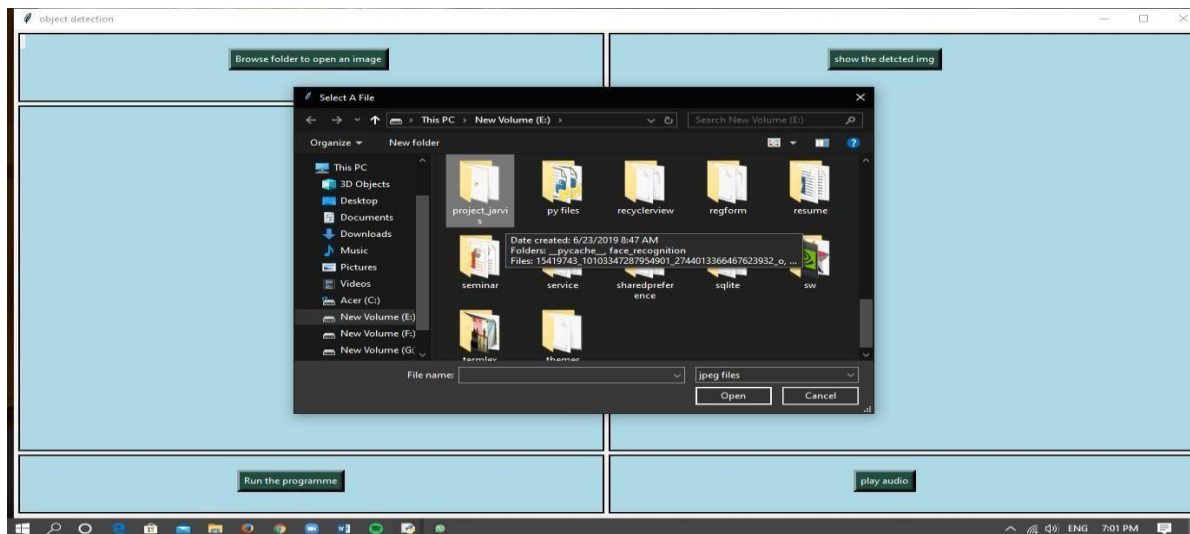 object detection
Browse folder to open an image
show the detcted img
Select A File
This PC > New Volume (E:) >
Search New Volume (E:)
Organize
New folder
This PC
3D Objects
Desktop
Documents
Downloads
Music
Pictures
Videos
Acer (C:)
New Volume (E:)
New Volume (F:)
New Volume (G:
project_jarvi
s
py files
recyclerview
regform
resume
Date created: 6/23/2019 8:47 AM
Folders: __pycache__, face_recognition
Files: 15419743_10103347287954901_2744013366467623932_o, ...
seminar
service
sharedprefer
ence
sqlite
sw
termlex
themes
File name:
jpeg files
Open
Cancel
Run the programme
play audio
ENG
7:01 PM